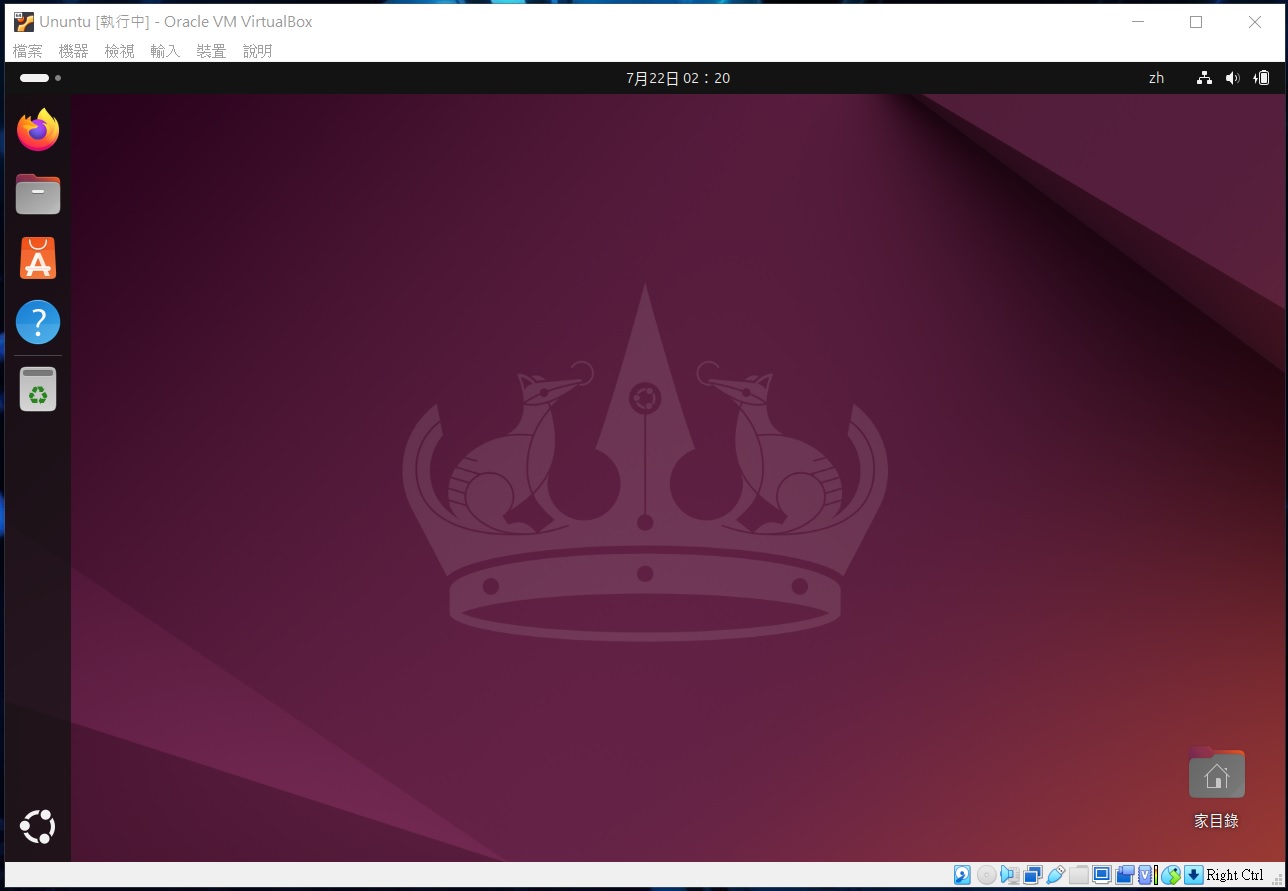 Ununtu [執行中] - Oracle VM VirtualBox
檔案 機器 檢視 輸入 裝置 說明
7月22日 02：20 zh
家目錄
Right Ctrl